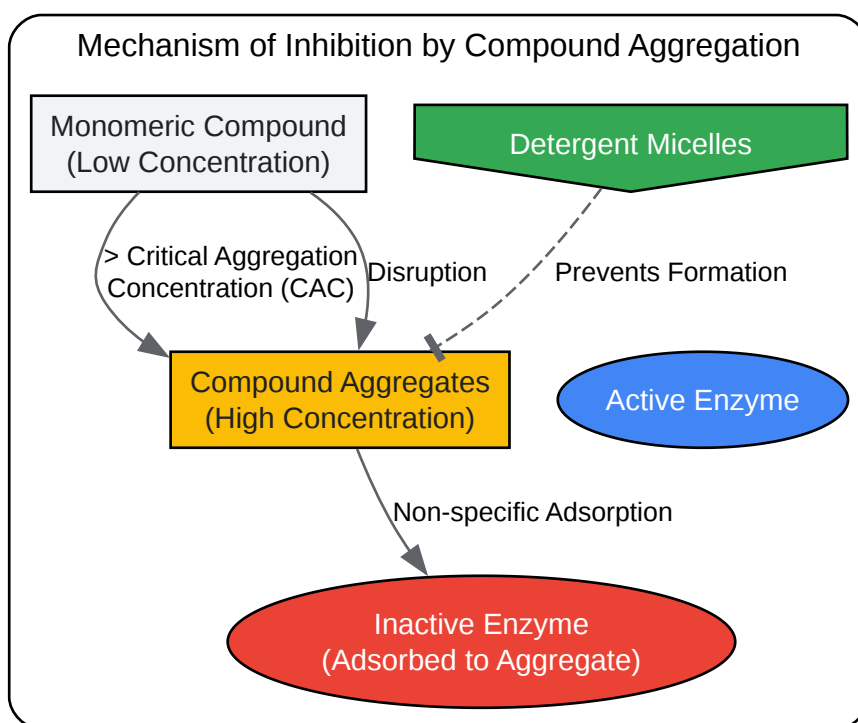 Mechanism of Inhibition by Compound Aggregation
Monomeric Compound
(Low Concentration)
Detergent Micelles
> Critical Aggregation
Concentration (CAC)
Disruption
Prevents Formation
Compound Aggregates
(High Concentration)
Active Enzyme
Non-specific Adsorption
Inactive Enzyme
(Adsorbed to Aggregate)